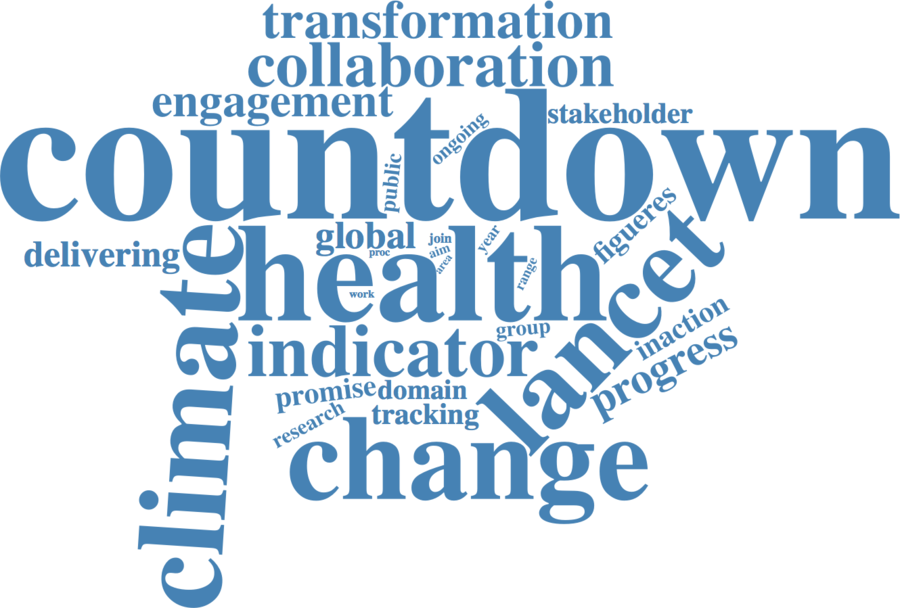 transformation
collaboration
engagement
stakeholder
countdown
ongoing
public
figueres
delivering
global
join
year
proc
aim
area
range
climate
health
work
lancet
group
indicator
inaction
progress
promise
domain
research
tracking
change